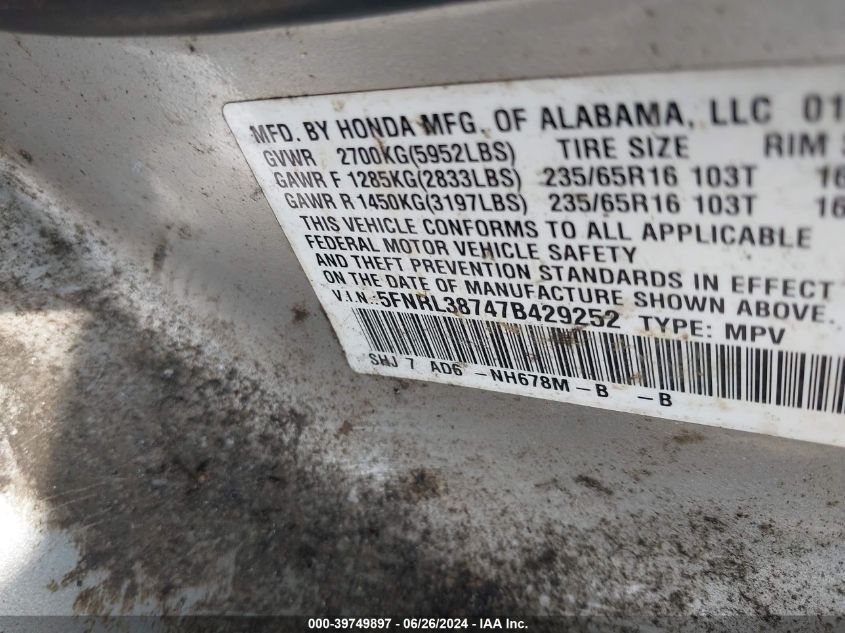 MFD. BY HONDA MFG. OF ALABAMA, LLC 01
GVWR 2700KG(5952LBS) TIRE SIZE RIM
GAWR F 1285KG(2833LBS) 235/65R16 103T 16
GAWR R 1450KG(3197LBS) 235/65R16 103T 16
THIS VEHICLE CONFORMS TO ALL APPLICABLE
FEDERAL MOTOR VEHICLE SAFETY
AND THEFT PREVENTION STANDARDS IN EFFECT
ON THE DATE OF MANUFACTURE SHOWN ABOVE.
V.I.N.:5FNRL38747B429252 TYPE: MPV
SHJ 7 AD6 -NH678M-B -B
000-39749897 - 06/26/2024 - IAA Inc.